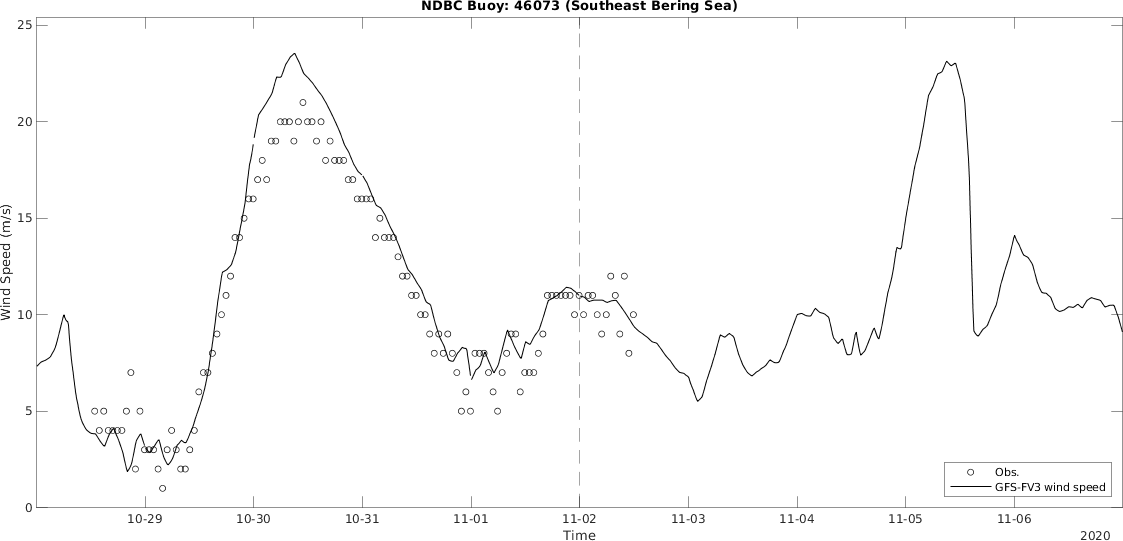 NDBC Buoy: 46073 (Southeast Bering Sea)
Wind Speed (m/s)
25
20
15
10
5
0
10-29 10-30 10-31 11-01 11-02 11-03 11-04 11-05 11-06
Time
2020
Obs.
GFS-FV3 wind speed